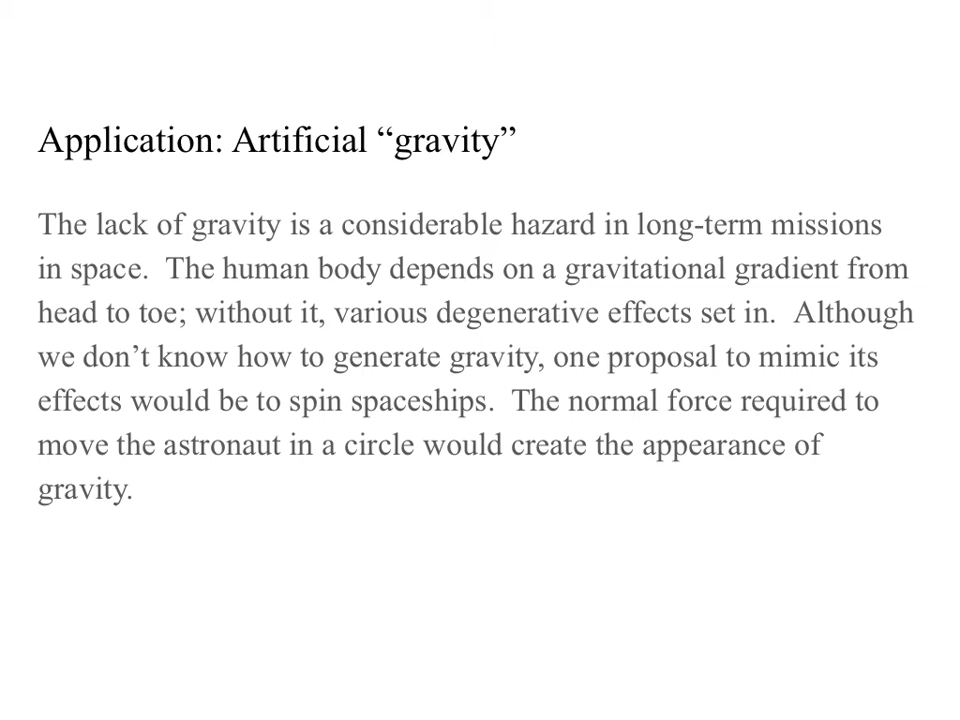 Application: Artificial “gravity”
The lack of gravity is a considerable hazard in long-term missions
in space.  The human body depends on a gravitational gradient from
head to toe; without it, various degenerative effects set in.  Although
we don’t know how to generate gravity, one proposal to mimic its
effects would be to spin spaceships.  The normal force required to
move the astronaut in a circle would create the appearance of
gravity.